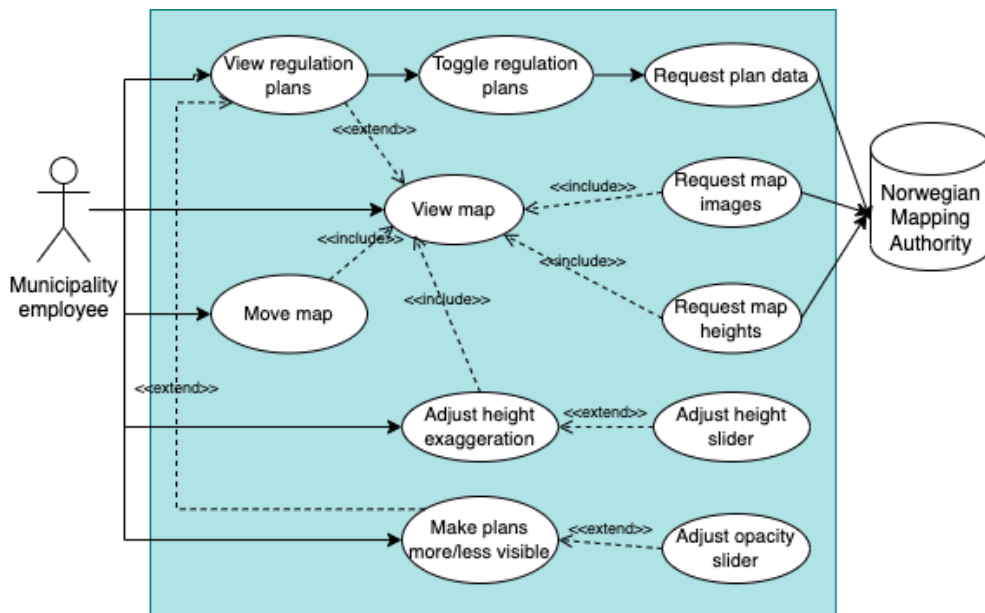 View regulation
plans
Toggle regulation
plans
Request plan data
<<extend>>
Norwegian
Mapping
Authority
<<include>>
Request map
images
View map
<<include>>
<<include>>
Municipality
employee
Move map
<<include>>
Request map
heights
<<extend>>
Adjust height
exaggeration
<<extend>>
Adjust height
slider
Make plans
more/less visible
<<extend>>
Adjust opacity
slider